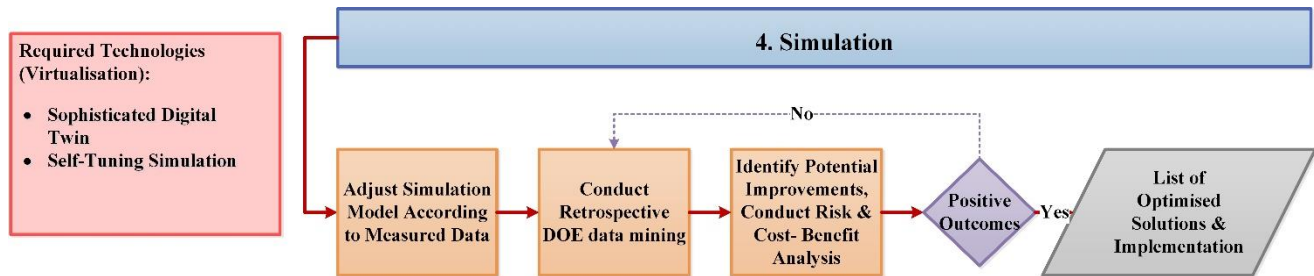 Required Technologies
(Virtualisation):
• Sophisticated Digital
Twin
• Self-Tuning Simulation
4. Simulation
Adjust Simulation
Model According
to Measured Data
Conduct
Retrospective
DOE data mining
Identify Potential
Improvements,
Conduct Risk &
Cost- Benefit
Analysis
No
Positive
Outcomes
Yes
List of
Optimised
Solutions &
Implementation